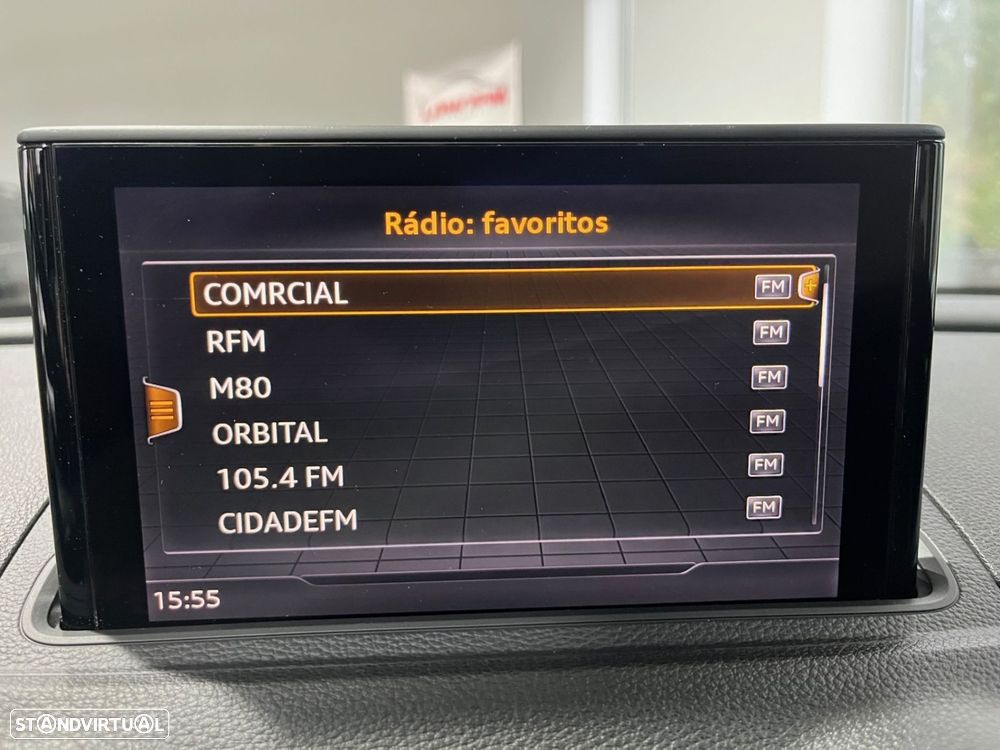 Rádio: favoritos
COMRCIAL FM
RFM FM
M80 FM
ORBITAL FM
105.4 FM FM
CIDADEFM FM
15:55
STANDVIRTUAL